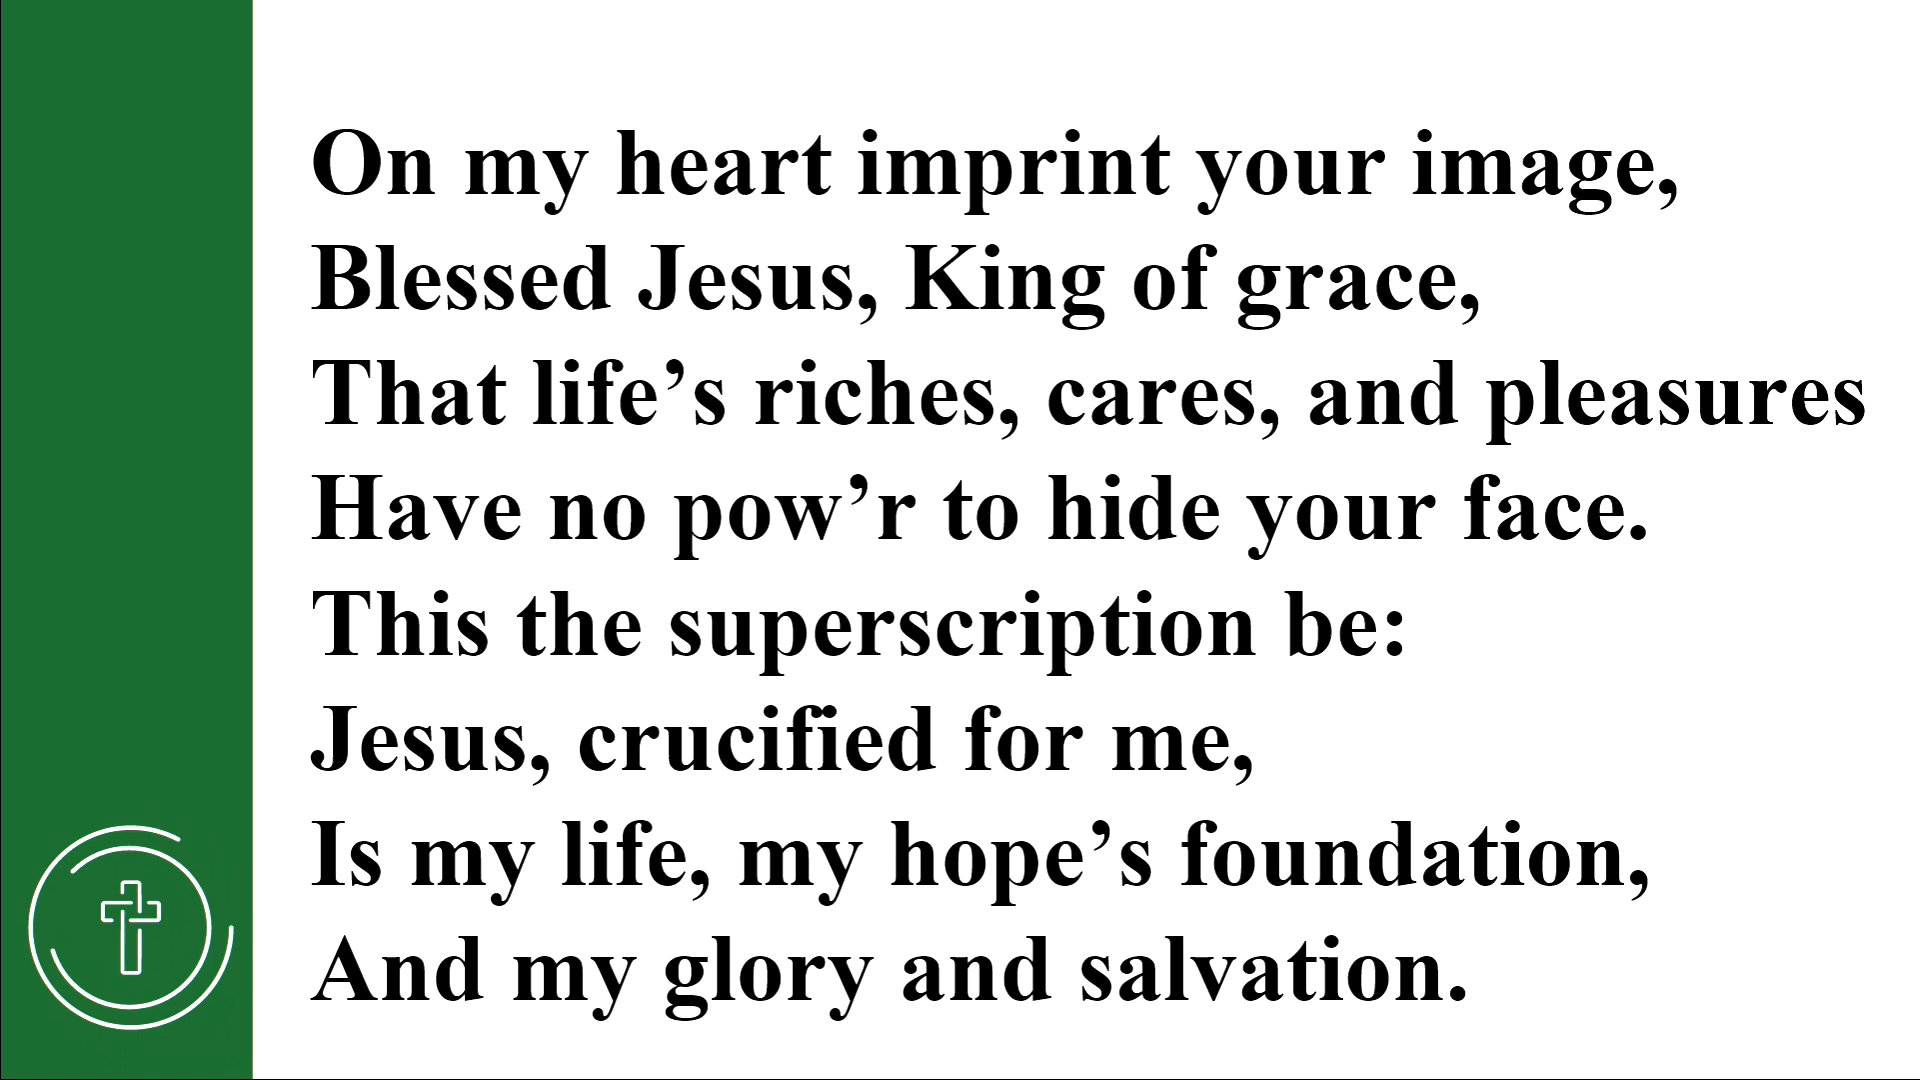 On my heart imprint your image,
Blessed Jesus, King of grace,
That life’s riches, cares, and pleasures
Have no pow’r to hide your face.
This the superscription be:
Jesus, crucified for me,
Is my life, my hope’s foundation,
And my glory and salvation.